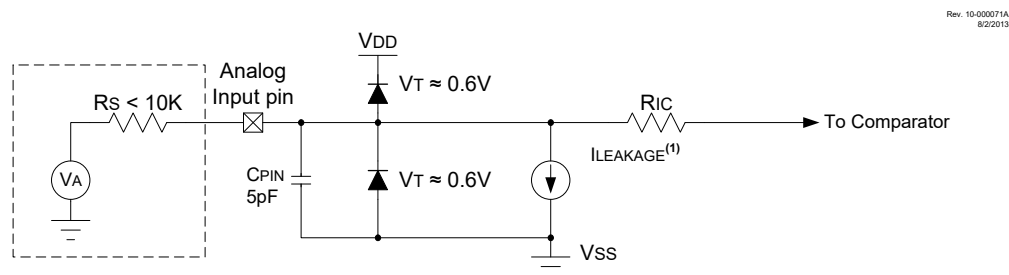 Rev. 10-000071A
8/2/2013
VDD
Analog
Input pin
VT ≈ 0.6V
RS < 10K
RIC
To Comparator
ILEAKAGE(1)
CPIN
5pF
VT ≈ 0.6V
VA
VSS